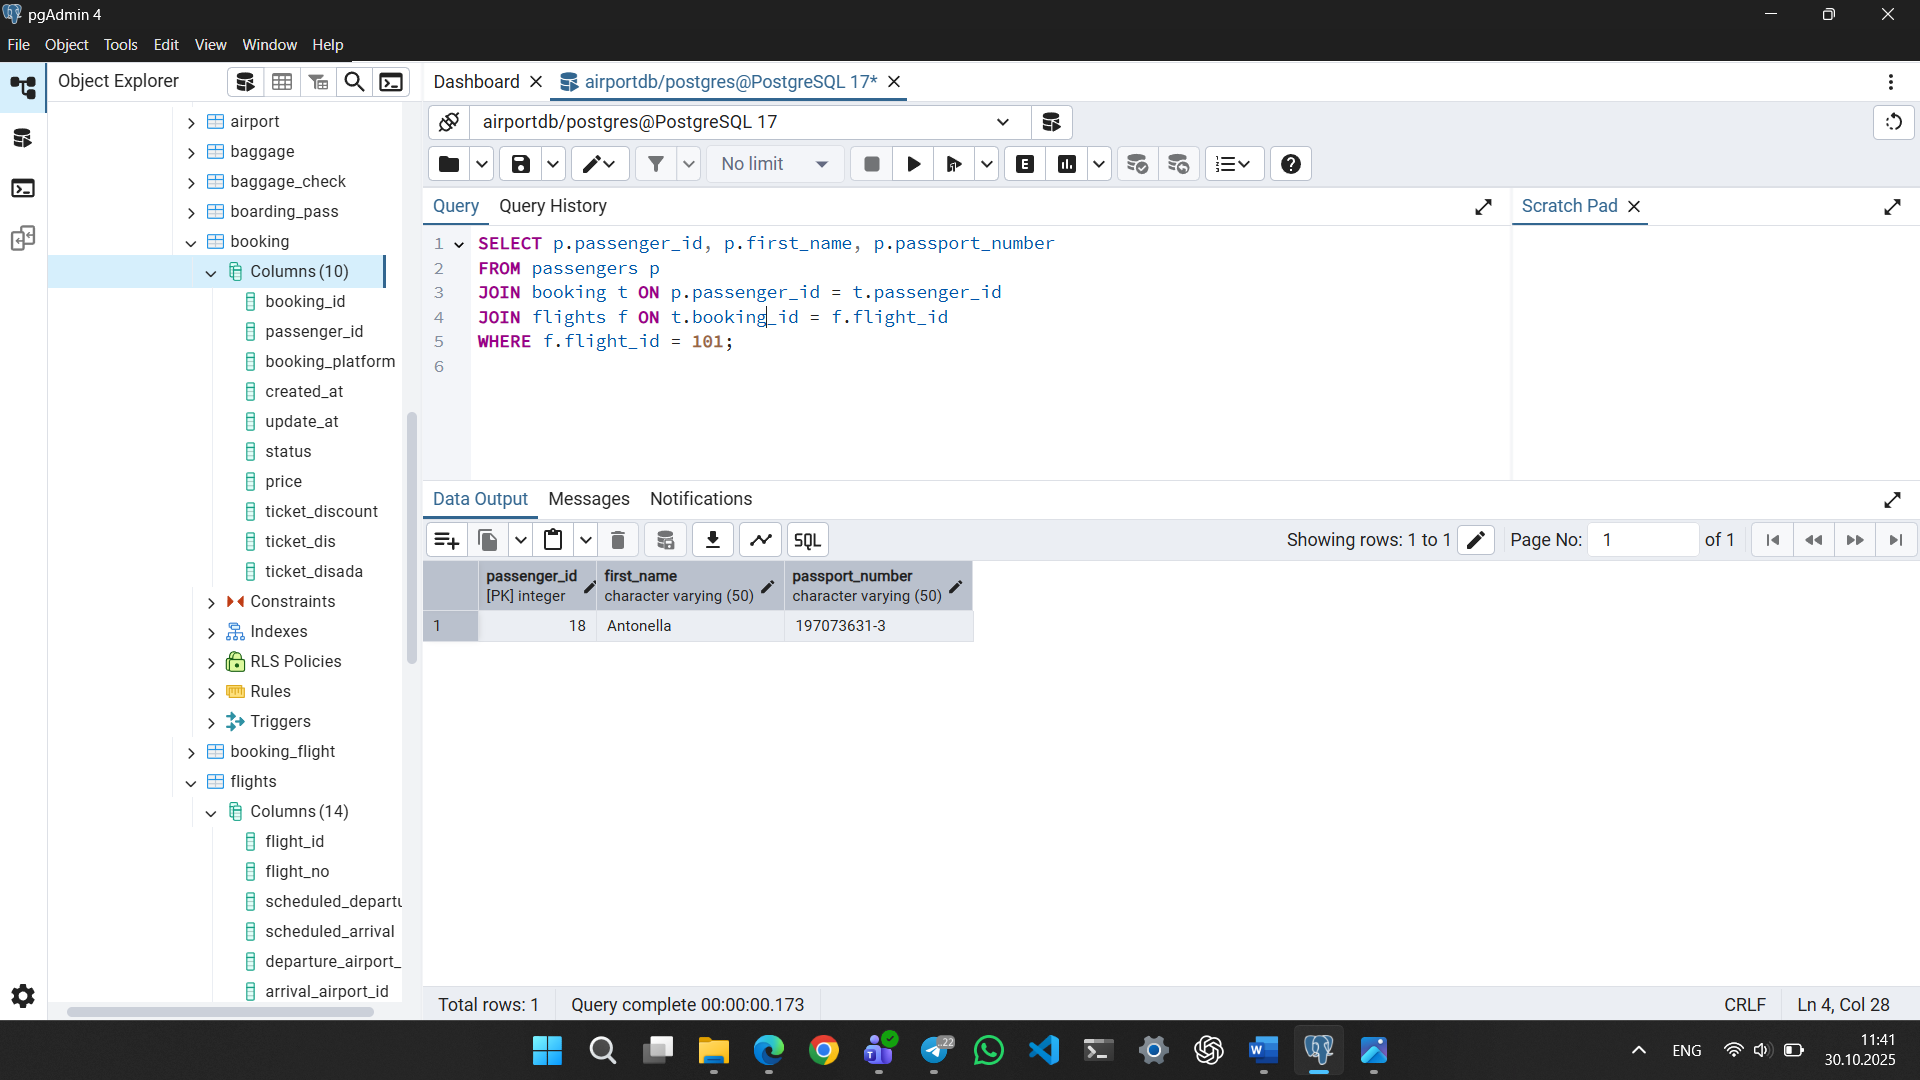 pgAdmin 4
File Object Tools Edit View Window Help
Object Explorer
airport
baggage
baggage_check
boarding_pass
booking
Columns (10)
booking_id
passenger_id
booking_platform
created_at
update_at
status
price
ticket_discount
ticket_dis
ticket_disada
Constraints
Indexes
RLS Policies
Rules
Triggers
booking_flight
flights
Columns (14)
flight_id
flight_no
scheduled_departu
scheduled_arrival
departure_airport_
arrival_airport_id
Dashboard airportdb/postgres@PostgreSQL 17*
airportdb/postgres@PostgreSQL 17
No limit E
Query Query History
Scratch Pad
1 SELECT p.passenger_id, p.first_name, p.passport_number
2 FROM passengers p
3 JOIN booking t ON p.passenger_id = t.passenger_id
4 JOIN flights f ON t.booking_id = f.flight_id
5 WHERE f.flight_id = 101;
6
Data Output Messages Notifications
SQL Showing rows: 1 to 1 Page No: 1 of 1
passenger_id first_name passport_number
[PK] integer character varying (50) character varying (50)
1 18 Antonella 197073631-3
Total rows: 1 Query complete 00:00:00.173 CRLF Ln 4, Col 28
22
ENG
11:41
30.10.2025